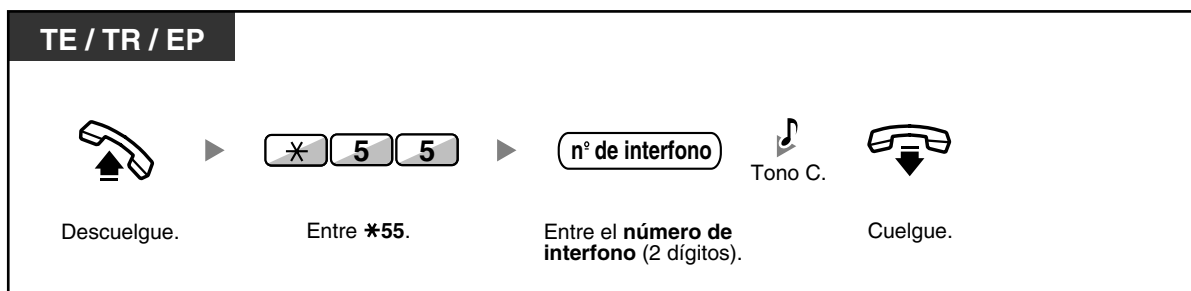 TE / TR / EP
✳ 5 5
n° de interfono
Tono C.
Descuelgue.
Entre ✳55.
Entre el número de
interfono (2 dígitos).
Cuelgue.